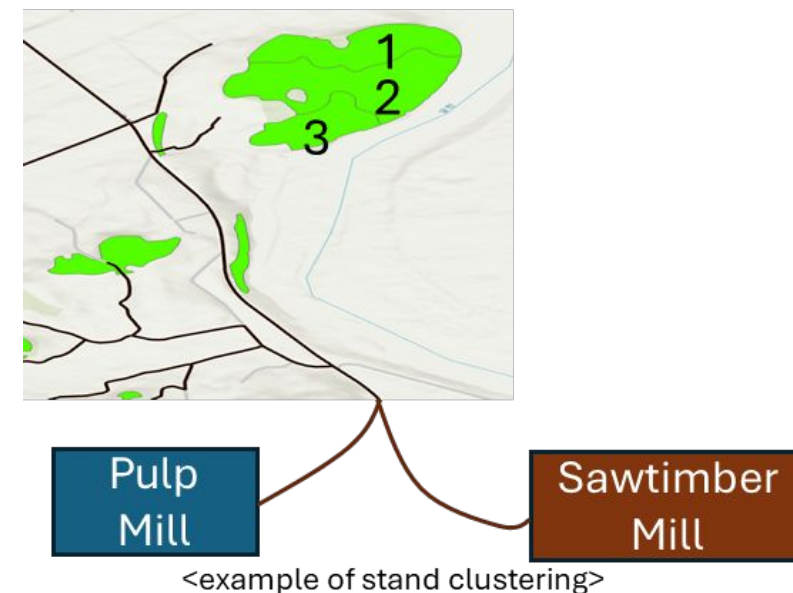 1
2
3
Pulp
Mill
Sawtimber
Mill
<example of stand clustering>